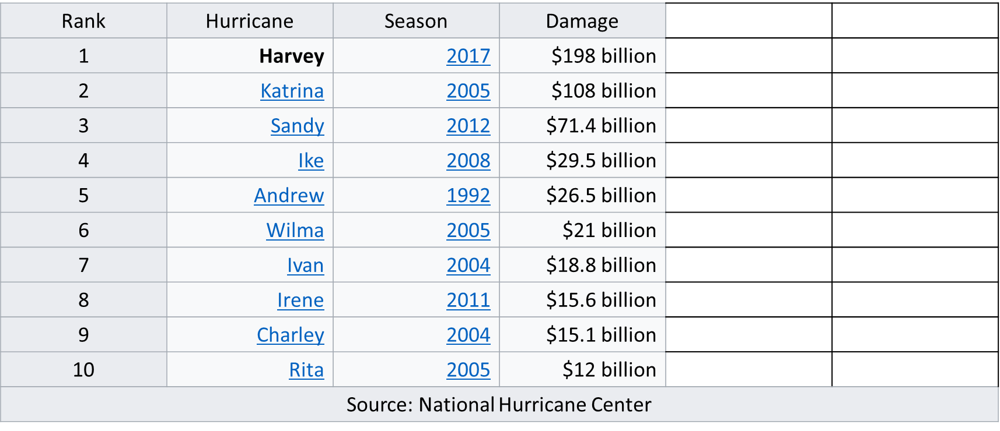 Rank Hurricane Season Damage
1 Harvey 2017 $198 billion
2 Katrina 2005 $108 billion
3 Sandy 2012 $71.4 billion
4 Ike 2008 $29.5 billion
5 Andrew 1992 $26.5 billion
6 Wilma 2005 $21 billion
7 Ivan 2004 $18.8 billion
8 Irene 2011 $15.6 billion
9 Charley 2004 $15.1 billion
10 Rita 2005 $12 billion
Source: National Hurricane Center